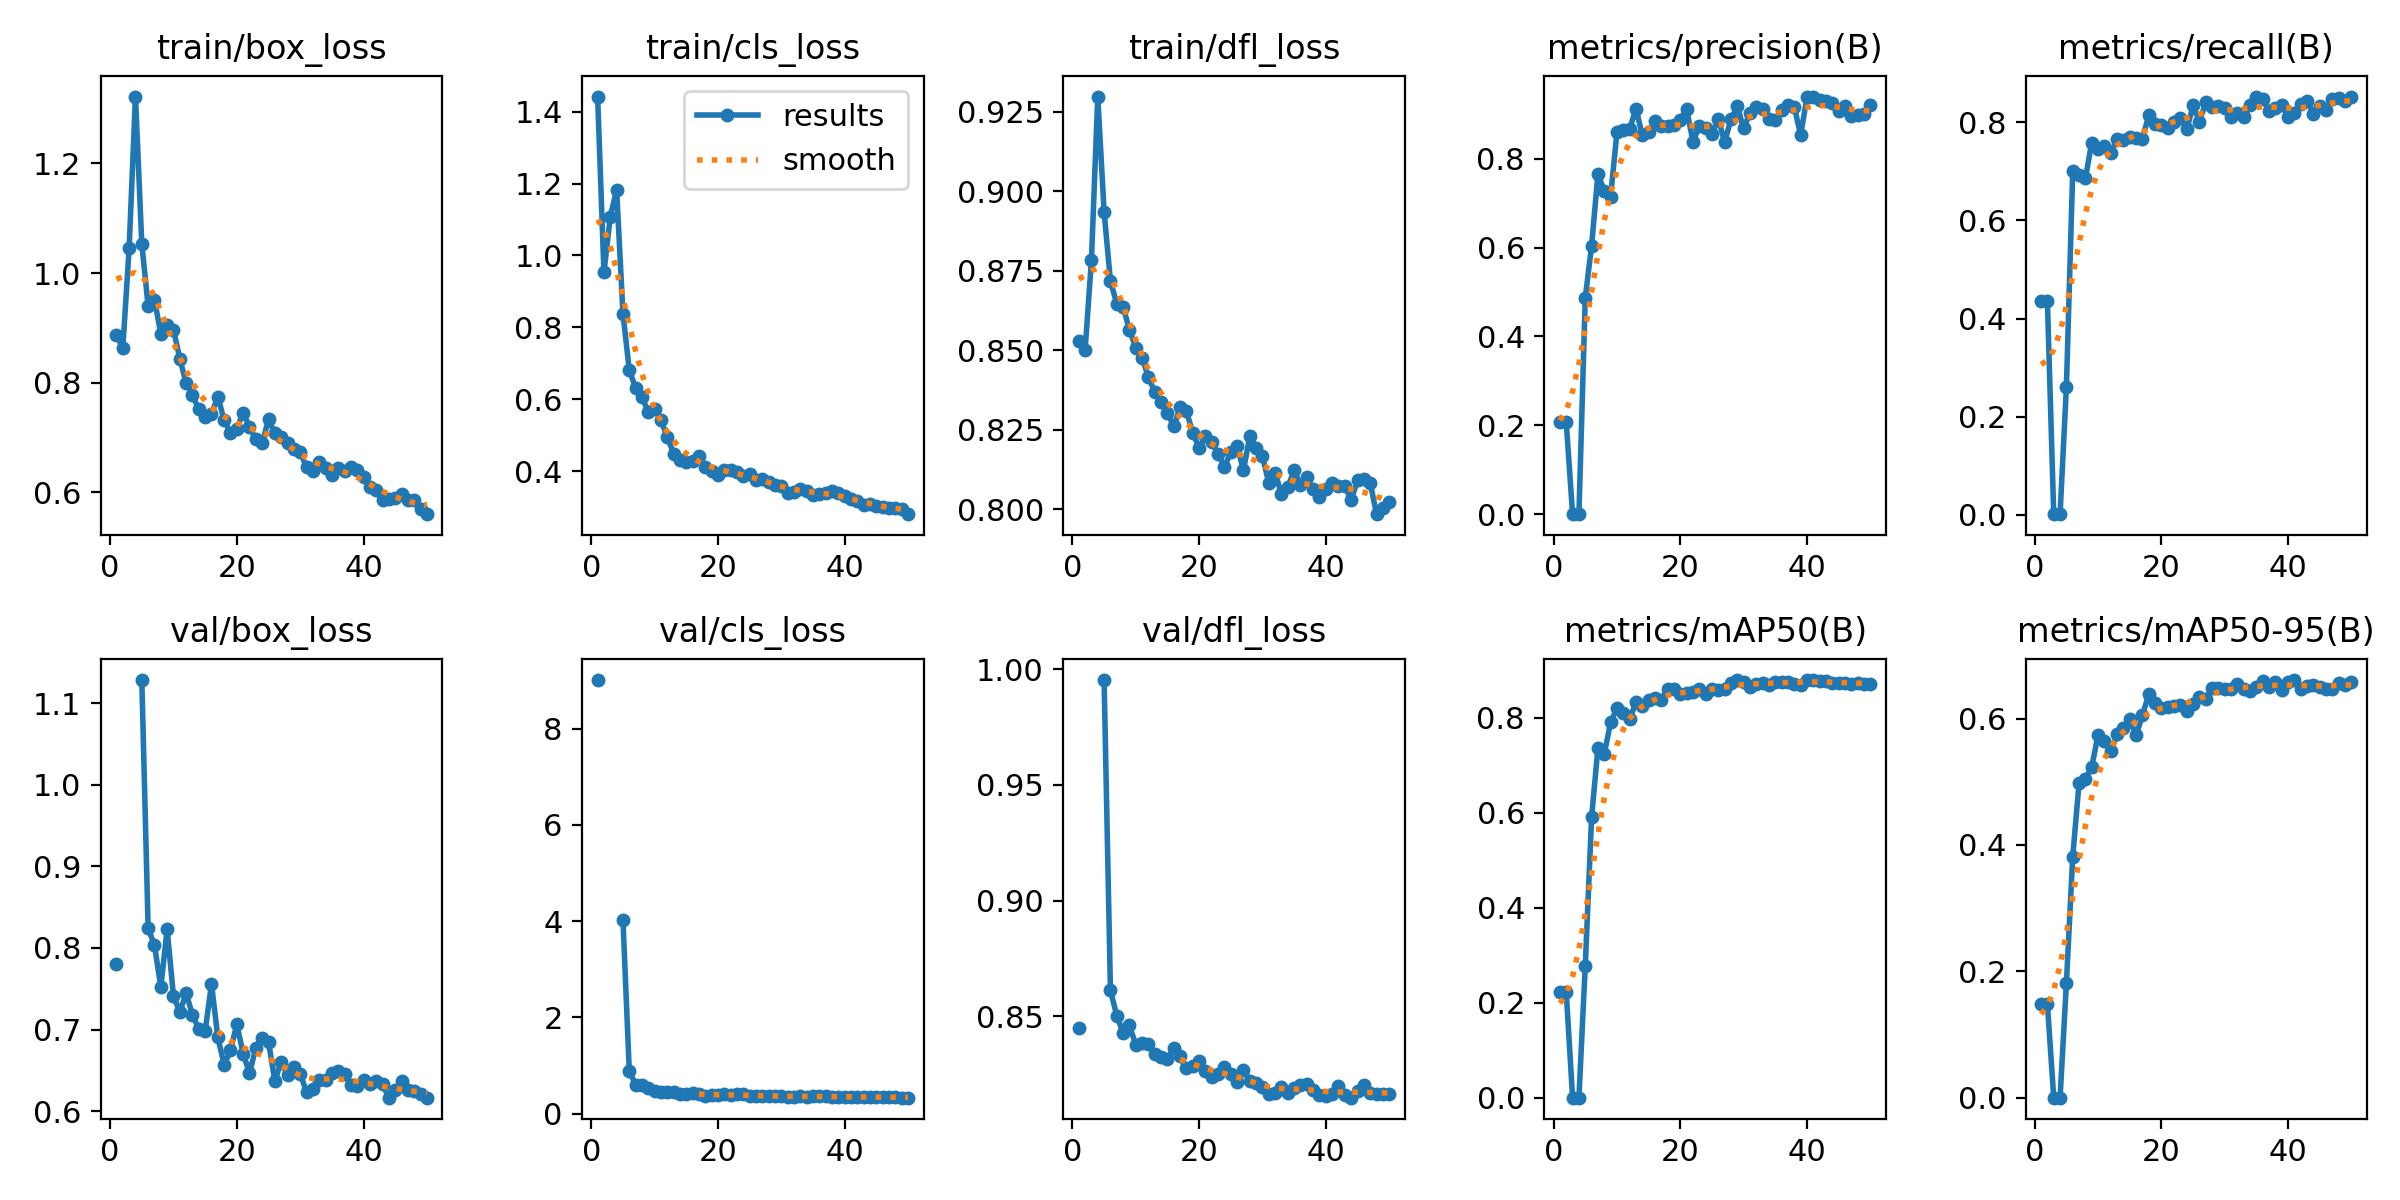 train/box_loss
train/cls_loss
train/dfl_loss
metrics/precision(B)
metrics/recall(B)
1.2
1.0
0.8
0.6
0 20 40
results
smooth
1.4
1.2
1.0
0.8
0.6
0.4
0 20 40
0.925
0.900
0.875
0.850
0.825
0.800
0 20 40
0.8
0.6
0.4
0.2
0.0
0 20 40
0.8
0.6
0.4
0.2
0.0
0 20 40
val/box_loss
val/cls_loss
val/dfl_loss
metrics/mAP50(B)
metrics/mAP50-95(B)
1.1
1.0
0.9
0.8
0.7
0.6
0 20 40
8
6
4
2
0
0 20 40
1.00
0.95
0.90
0.85
0 20 40
0.8
0.6
0.4
0.2
0.0
0 20 40
0.6
0.4
0.2
0.0
0 20 40